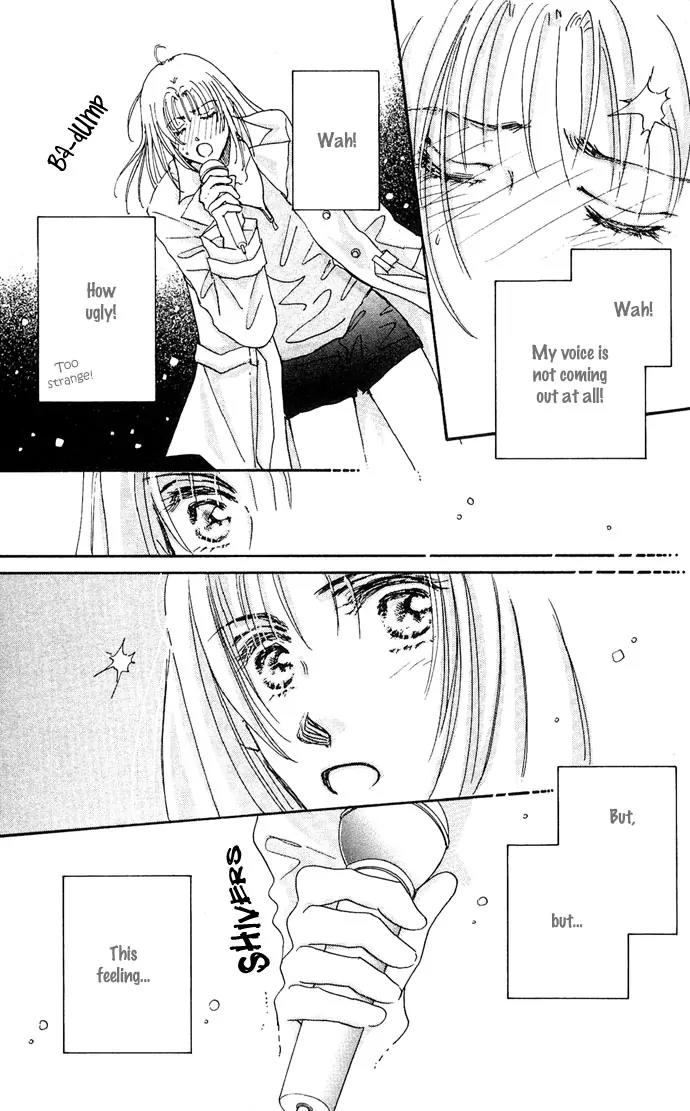 Wah!
My voice is
not coming
out at all!
Wah!
BA-dUmp
How
ugly!
Too
strange!
But,
but...
SHIVERS
This
feeling...